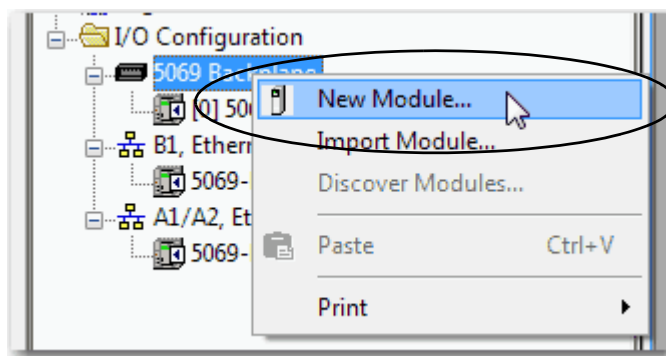 I/O Configuration
5069 Backplane
[0] 506
New Module...
B1, Ethern
Import Module...
5069-
Discover Modules...
A1/A2, Et
5069-
Paste Ctrl+V
Print